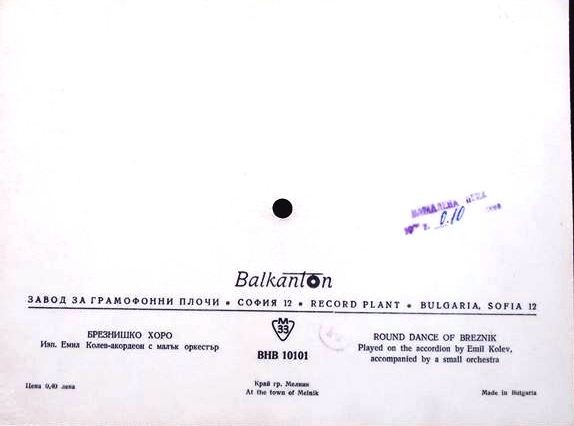 НАМАЛЕНА ЦЕНА
0.10
Balkanton
ЗАВОД ЗА ГРАМОФОННИ ПЛОЧИ • СОФИЯ 12 • RECORD PLANT • BULGARIA, SOFIA 12
БРЕЗНИШКО ХОРО
Изп. Емил Колев-акордеон с малък оркестър
М
33
ВНВ 10101
ROUND DANCE OF BREZNIK
Played on the accordion by Emil Kolev,
accompanied by a small orchestra
Цена 0,40 лева
Край гр. Мелник
At the town of Melnik
Made in Bulgaria